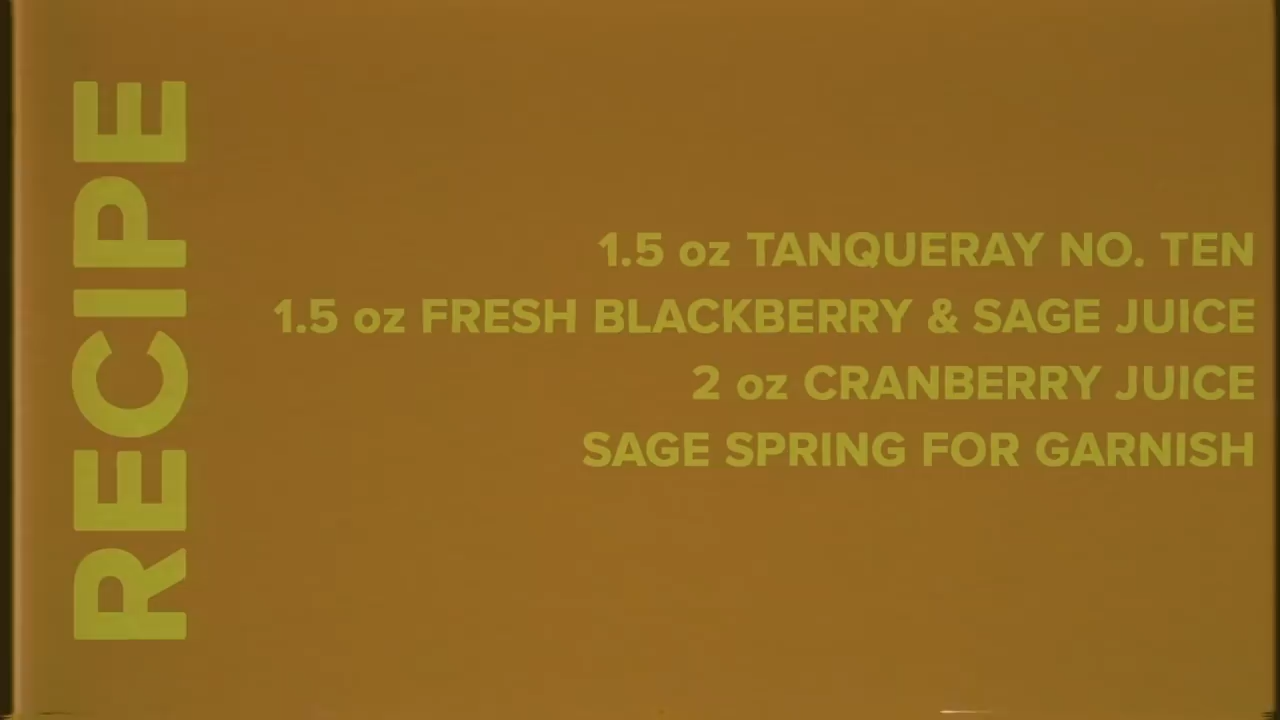 RECIPE
1.5 oz TANQUERAY NO. TEN
1.5 oz FRESH BLACKBERRY & SAGE JUICE
2 oz CRANBERRY JUICE
SAGE SPRING FOR GARNISH